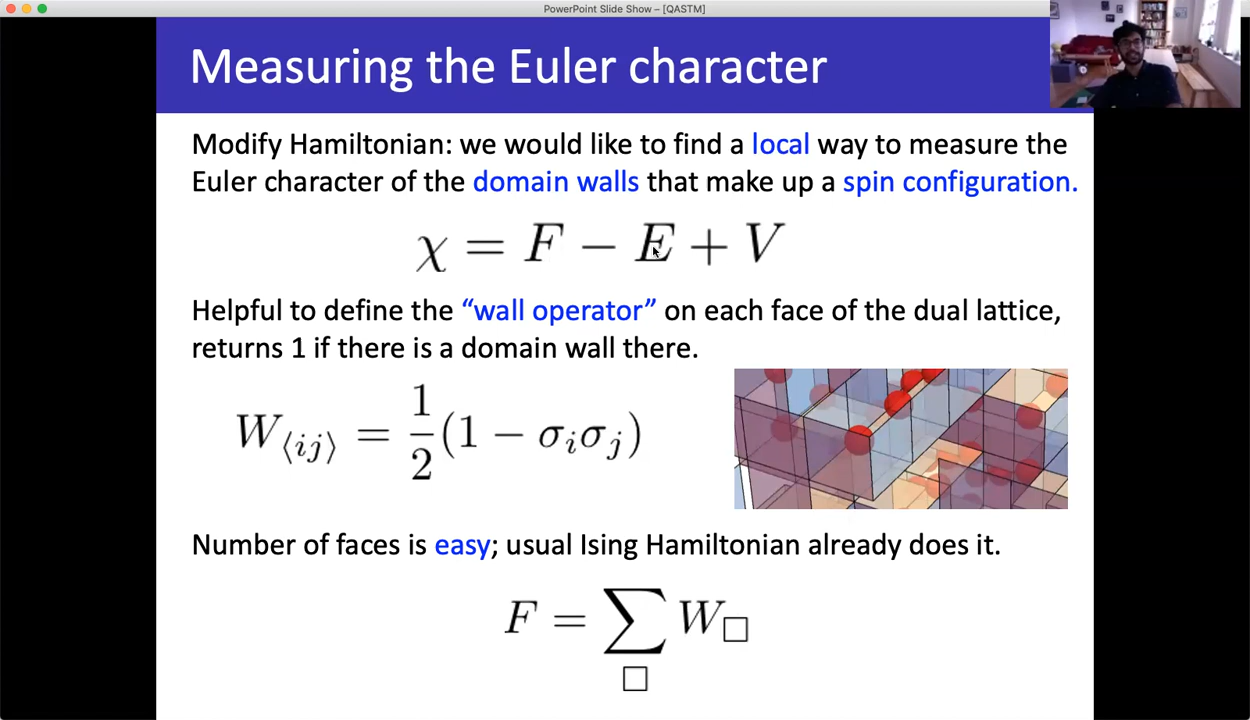 PowerPoint Slide Show – [QASTM]
Measuring the Euler character
Modify Hamiltonian: we would like to find a local way to measure the
Euler character of the domain walls that make up a spin configuration.
χ = F − E + V
Helpful to define the “wall operator” on each face of the dual lattice,
returns 1 if there is a domain wall there.
W⟨ij⟩ = 1/2 (1 − σiσj)
Number of faces is easy; usual Ising Hamiltonian already does it.
F = ∑□ W□